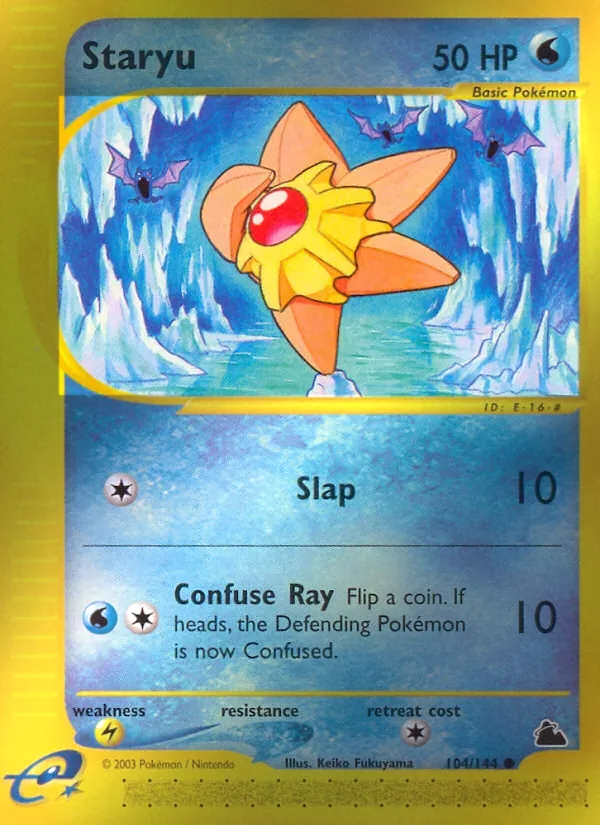 Staryu 50 HP
Basic Pokémon
ID: E-16-#
Slap 10
Confuse Ray Flip a coin. If
heads, the Defending Pokémon 10
is now Confused.
weakness resistance retreat cost
© 2003 Pokémon / Nintendo Illus. Keiko Fukuyama 104/144